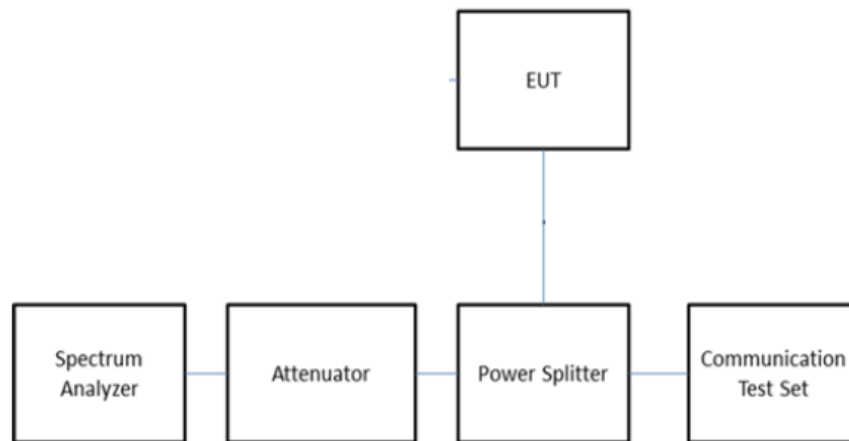 EUT
Spectrum
Analyzer
Attenuator
Power Splitter
Communication
Test Set